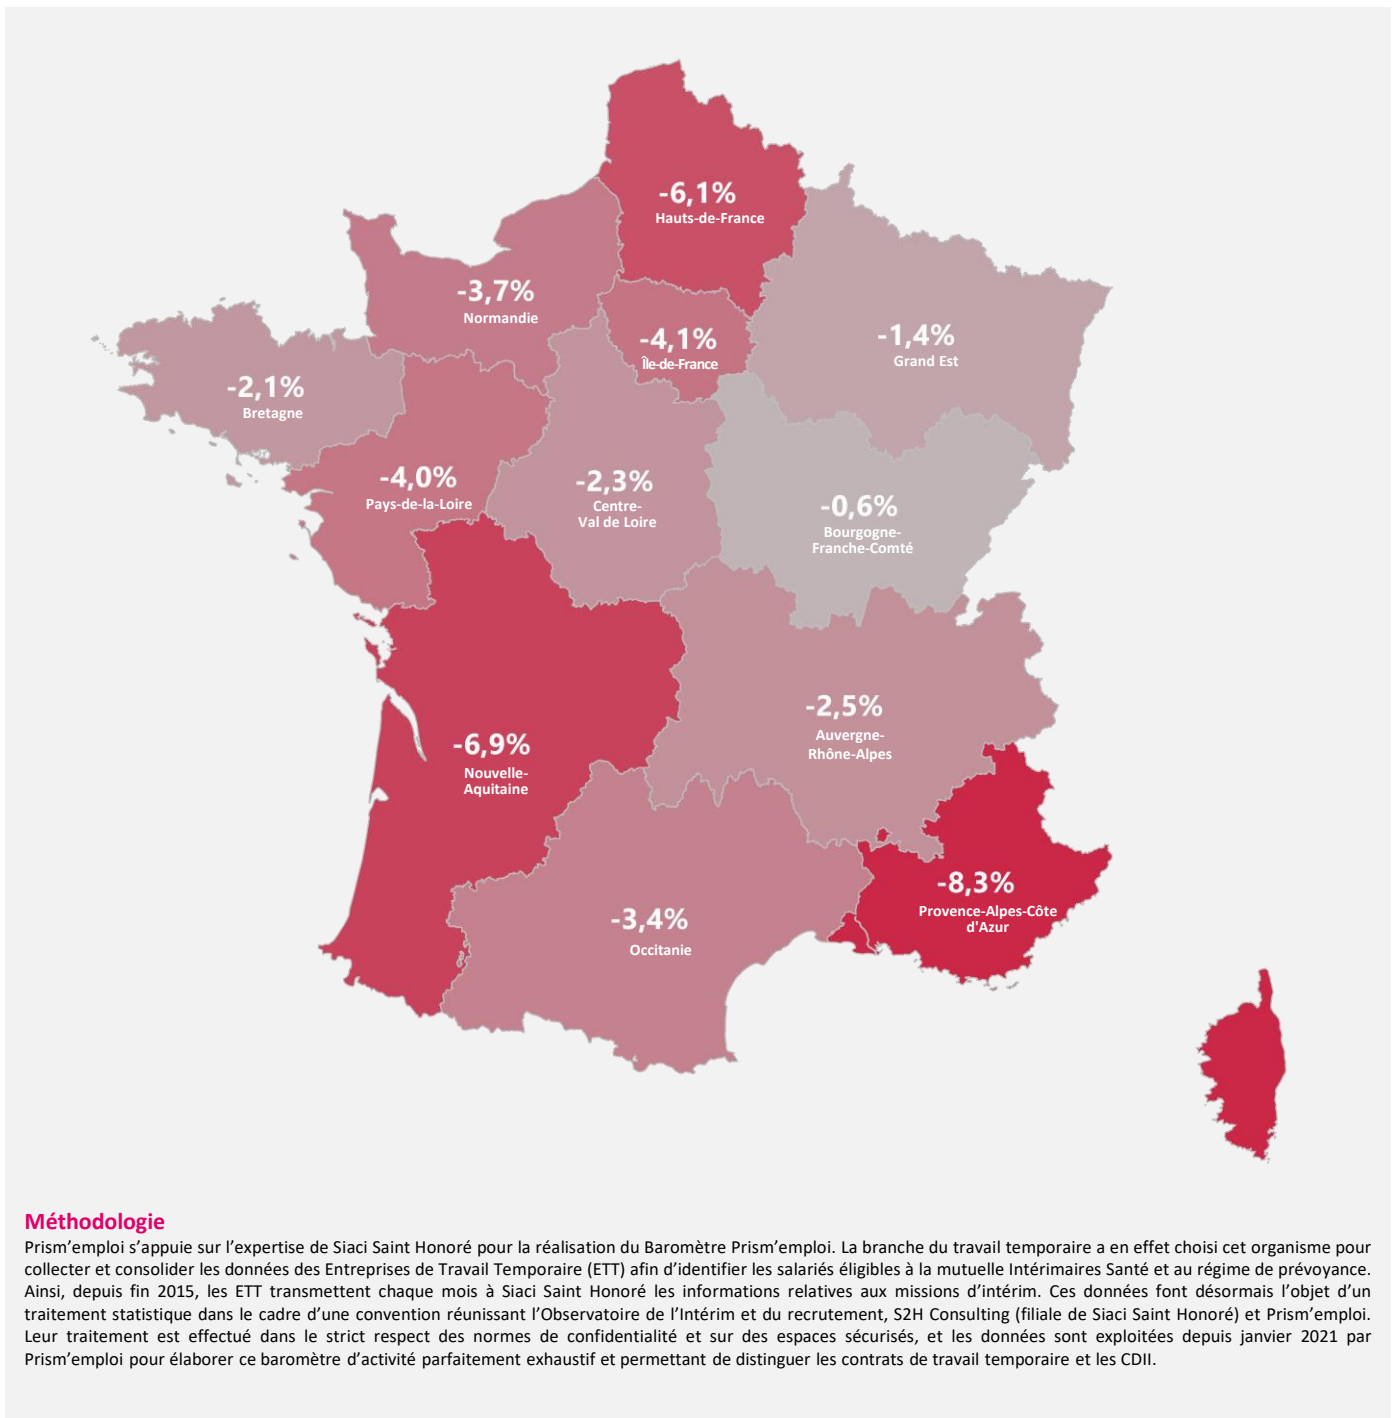 -6,1%
Hauts-de-France
-3,7%
Normandie
-4,1%
Île-de-France
-1,4%
Grand Est
-2,1%
Bretagne
-4,0%
Pays-de-la-Loire
-2,3%
Centre-
Val de Loire
-0,6%
Bourgogne-
Franche-Comté
-2,5%
Auvergne-
Rhône-Alpes
-6,9%
Nouvelle-
Aquitaine
-8,3%
Provence-Alpes-Côte
d'Azur
-3,4%
Occitanie
Méthodologie
Prism’emploi s’appuie sur l’expertise de Siaci Saint Honoré pour la réalisation du Baromètre Prism’emploi. La branche du travail temporaire a en effet choisi cet organisme pour
collecter et consolider les données des Entreprises de Travail Temporaire (ETT) afin d’identifier les salariés éligibles à la mutuelle Intérimaires Santé et au régime de prévoyance.
Ainsi, depuis fin 2015, les ETT transmettent chaque mois à Siaci Saint Honoré les informations relatives aux missions d’intérim. Ces données font désormais l’objet d’un
traitement statistique dans le cadre d’une convention réunissant l’Observatoire de l’Intérim et du recrutement, S2H Consulting (filiale de Siaci Saint Honoré) et Prism’emploi.
Leur traitement est effectué dans le strict respect des normes de confidentialité et sur des espaces sécurisés, et les données sont exploitées depuis janvier 2021 par
Prism’emploi pour élaborer ce baromètre d’activité parfaitement exhaustif et permettant de distinguer les contrats de travail temporaire et les CDII.